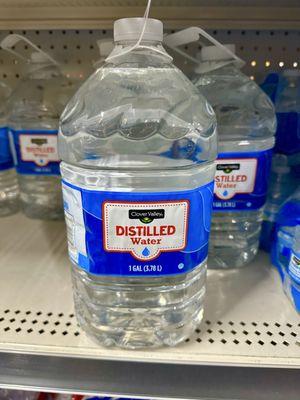 Clover Valley
DISTILLED
Water
1 GAL (3.78 L)